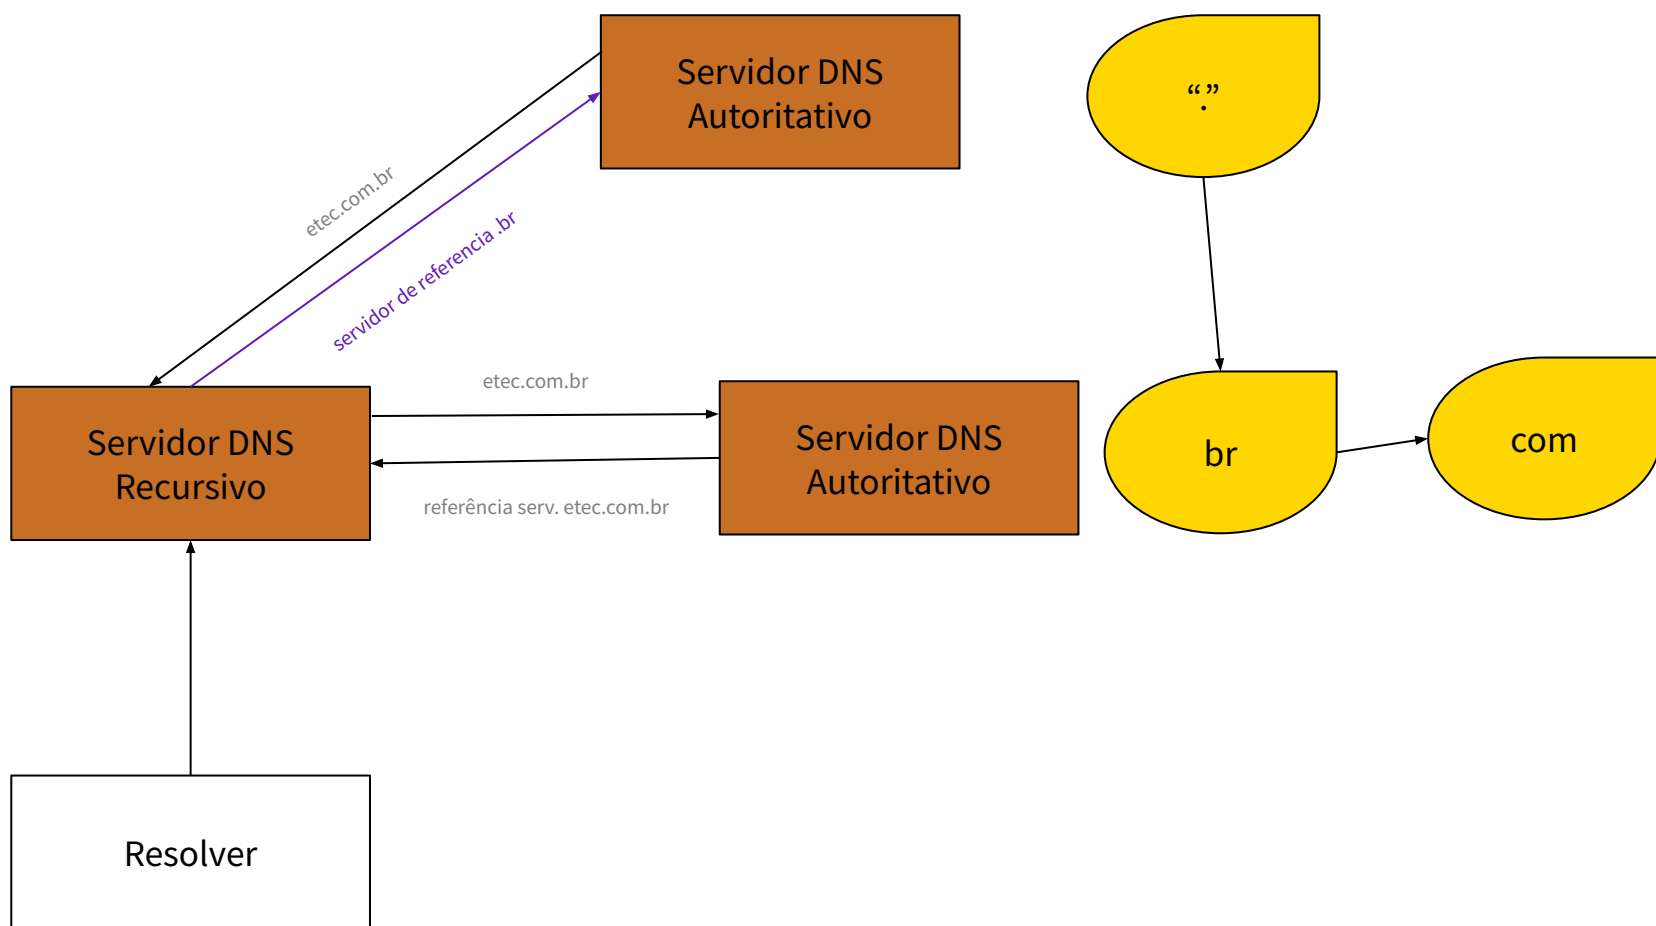 Servidor DNS
Autoritativo
“.”
etec.com.br
servidor de referencia .br
etec.com.br
Servidor DNS
Recursivo
Servidor DNS
Autoritativo
br
com
referência serv. etec.com.br
Resolver